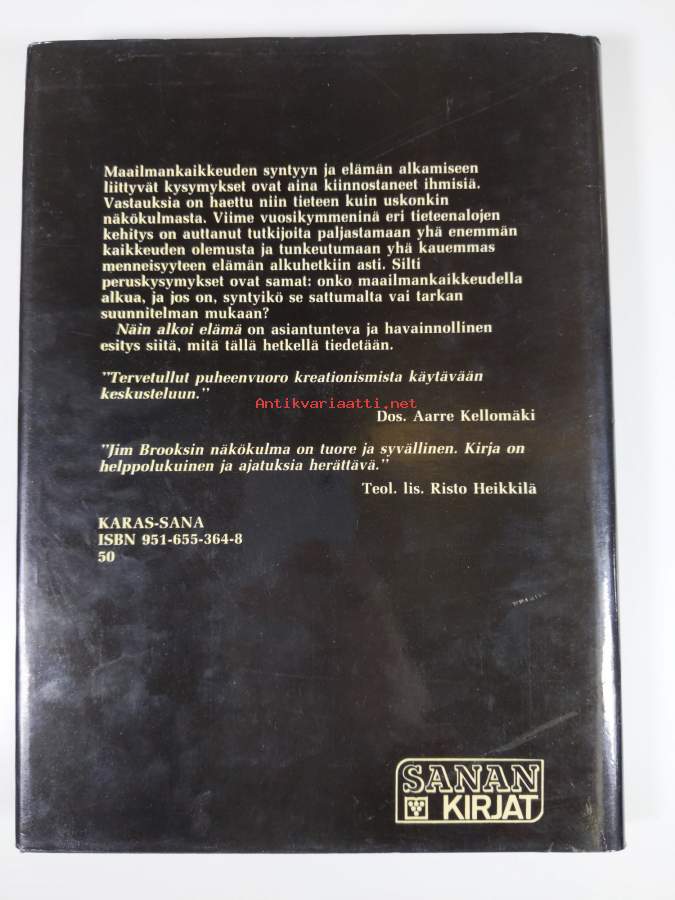 Maailmankaikkeuden syntyyn ja elämän alkamiseen
liittyvät kysymykset ovat aina kiinnostaneet ihmisiä.
Vastauksia on haettu niin tieteen kuin uskonkin
näkökulmasta. Viime vuosikymmeninä eri tieteenalojen
kehitys on auttanut tutkijoita paljastamaan yhä enemmän
kaikkeuden olemusta ja tunkeutumaan yhä kauemmas
menneisyyteen elämän alkuhetkiin asti. Silti
peruskysymykset ovat samat: onko maailmankaikkeudella
alkua, ja jos on, syntyikö se sattumalta vai tarkan
suunnitelman mukaan?
Näin alkoi elämä on asiantunteva ja havainnollinen
esitys siitä, mitä tällä hetkellä tiedetään.
"Tervetullut puheenvuoro kreationismista käytävään
keskusteluun."
Antikvariaatti.net
Dos. Aarre Kellomäki
"Jim Brooksin näkökulma on tuore ja syvällinen. Kirja on
helppolukuinen ja ajatuksia herättävä."
Teol. lis. Risto Heikkilä
KARAS-SANA
ISBN 951-655-364-8
50
SANAN
KIRJAT